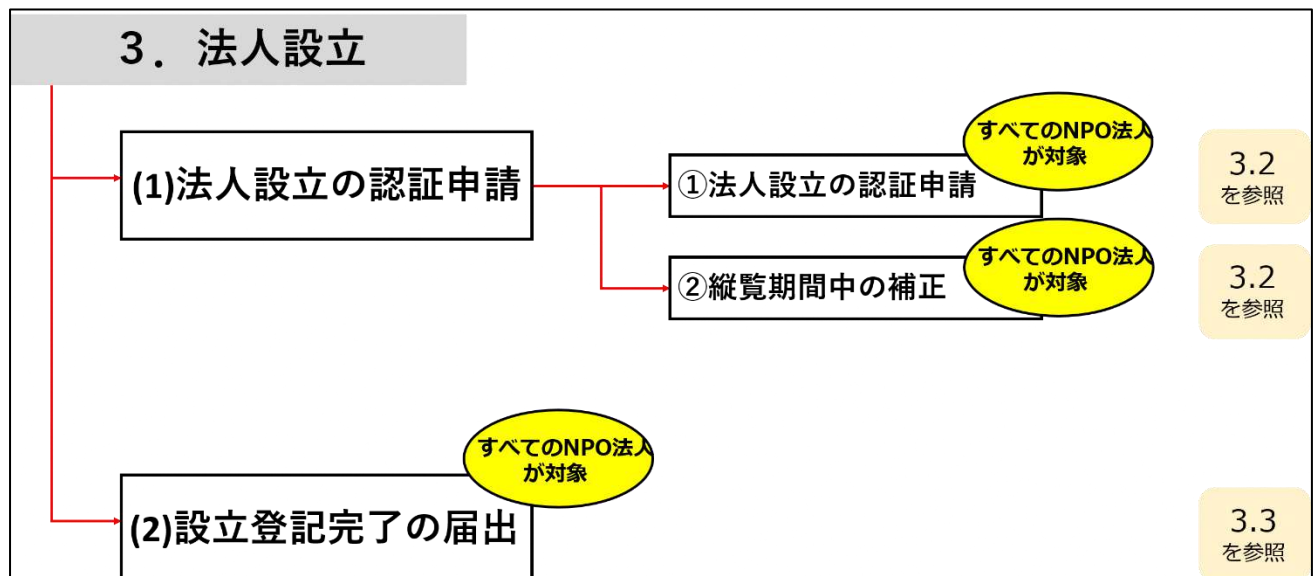 ３．法人設立
すべてのNPO法人
が対象
(1)法人設立の認証申請
①法人設立の認証申請
3.2
を参照
すべてのNPO法人
が対象
②縦覧期間中の補正
3.2
を参照
すべてのNPO法人
が対象
(2)設立登記完了の届出
3.3
を参照